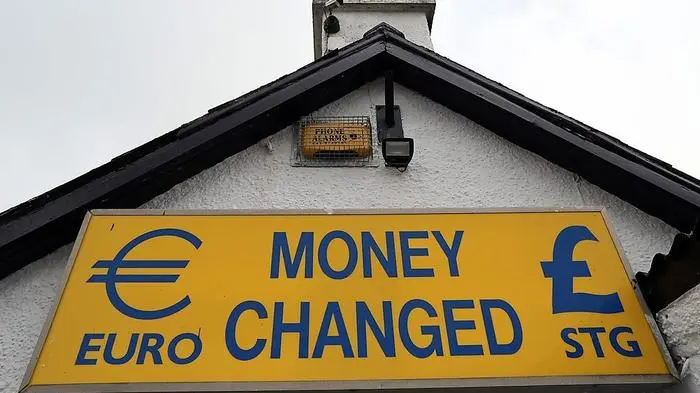 PHONE
ALARMS
€ MONEY £
EURO CHANGED STG